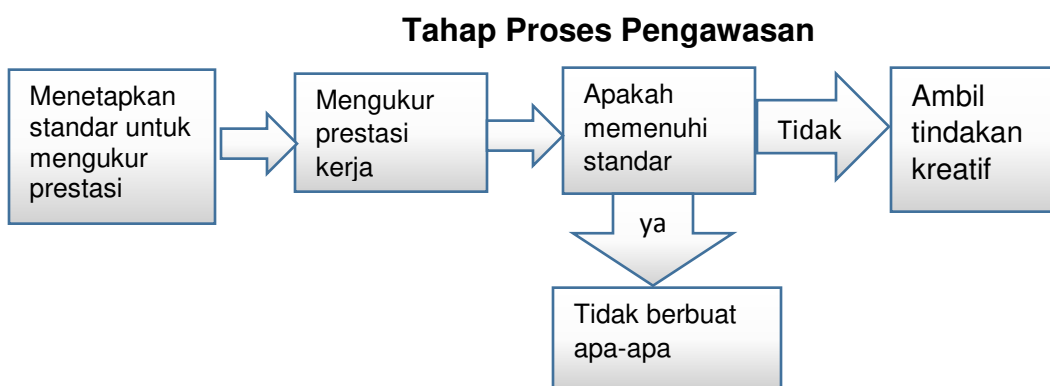 Tahap Proses Pengawasan
Menetapkan
standar untuk
mengukur
prestasi
Mengukur
prestasi
kerja
Apakah
memenuhi
standar
Tidak
Ambil
tindakan
kreatif
ya
Tidak berbuat
apa-apa